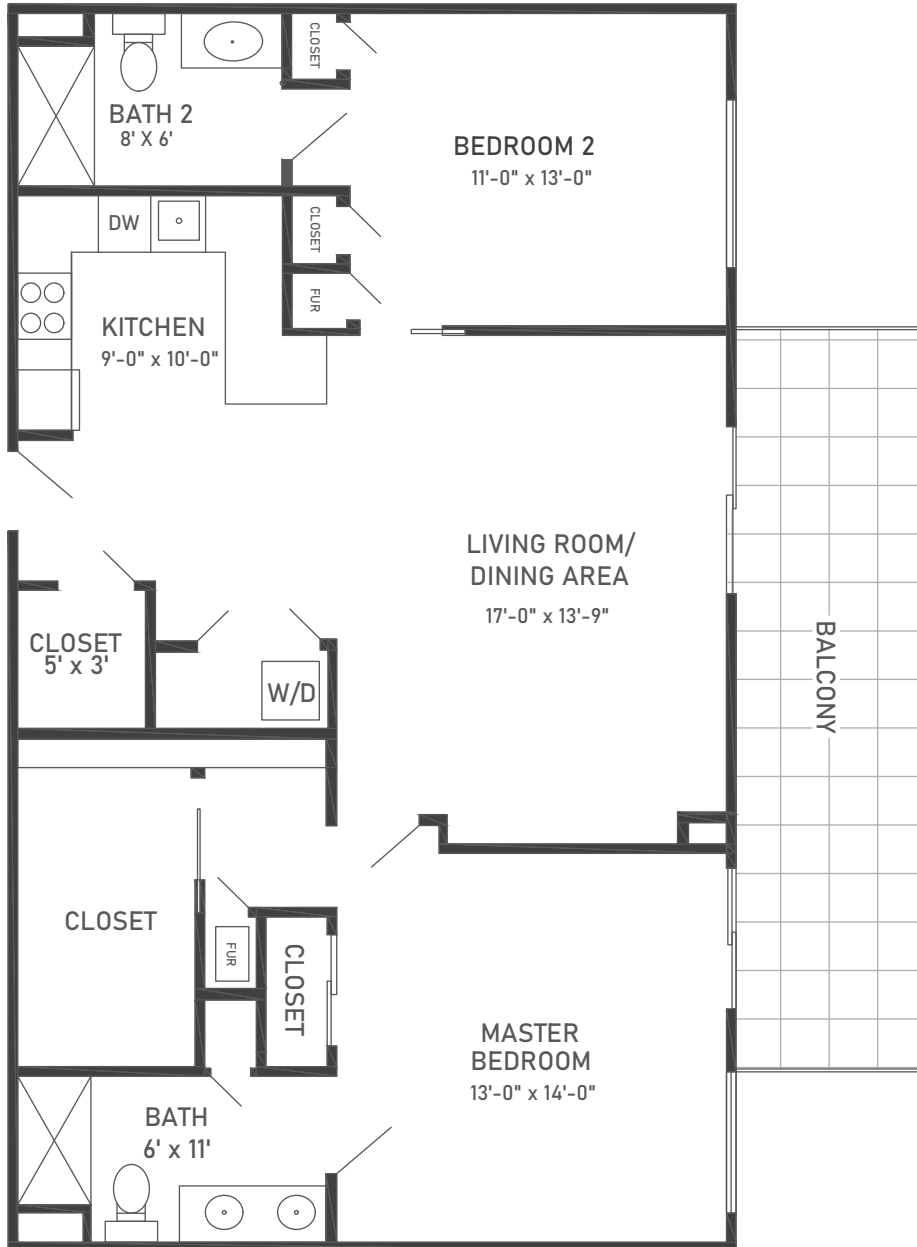 CLOSET
BATH 2
8' X 6'
BEDROOM 2
11'-0" x 13'-0"
DW
CLOSET
FUR
KITCHEN
9'-0" x 10'-0"
LIVING ROOM/
DINING AREA
17'-0" x 13'-9"
CLOSET
5' x 3'
W/D
BALCONY
CLOSET
FUR
CLOSET
MASTER
BEDROOM
13'-0" x 14'-0"
BATH
6' x 11'